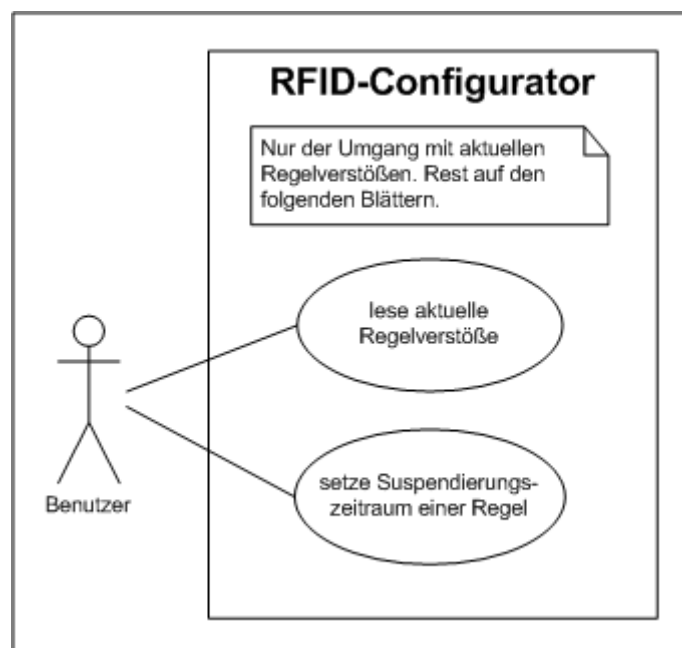 RFID-Configurator
Nur der Umgang mit aktuellen
Regelverstößen. Rest auf den
folgenden Blättern.
lese aktuelle
Regelverstöße
setze Suspendierungs-
zeitraum einer Regel
Benutzer